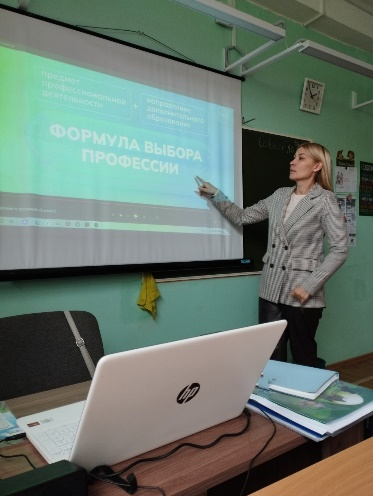 предмет
профессиональной
деятельности
+
направление
дополнительного
образования
ФОРМУЛА ВЫБОРА
ПРОФЕССИИ
hp